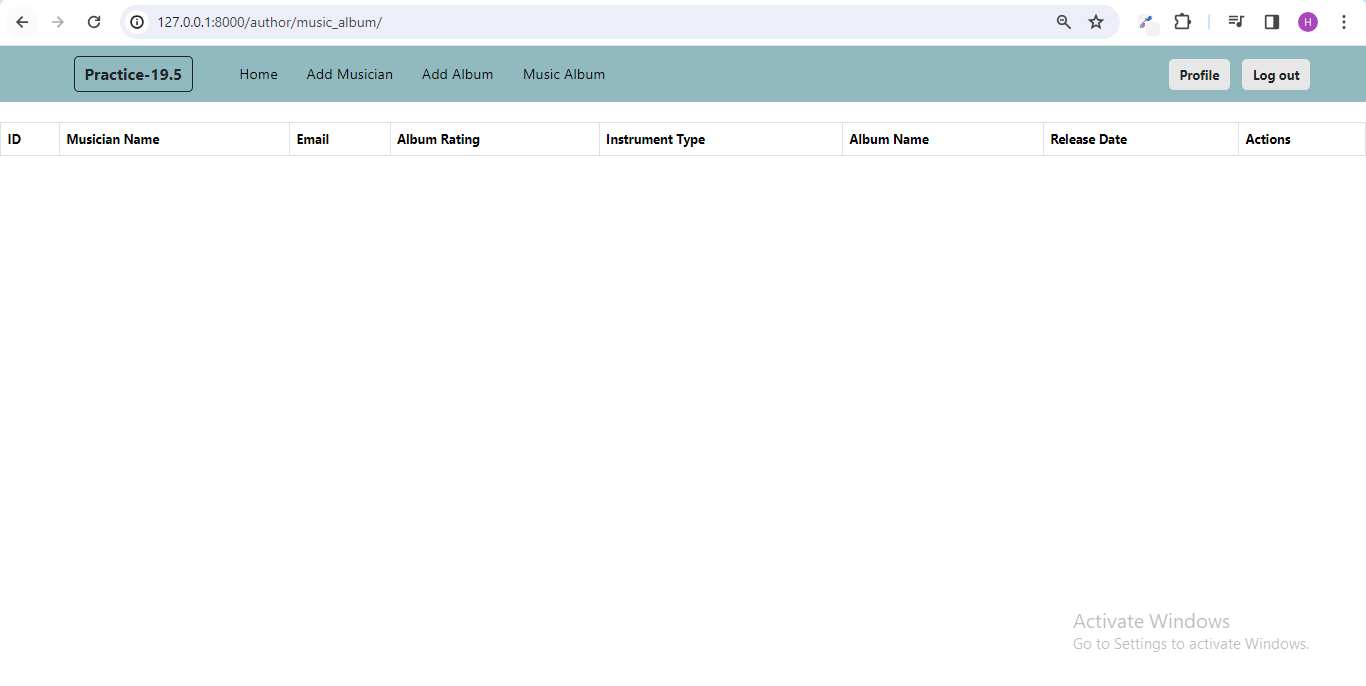 127.0.0.1:8000/author/music_album/
H
Practice-19.5 Home Add Musician Add Album Music Album Profile Log out
ID Musician Name Email Album Rating Instrument Type Album Name Release Date Actions
Activate Windows
Go to Settings to activate Windows.